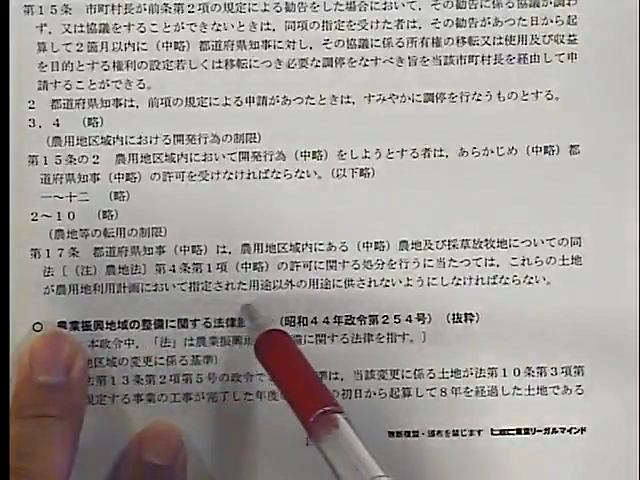 第15条　市町村長が前条第2項の規定による勧告をした場合において，その勧告に係る協議が調わ
ず，又は協議をすることができないときは，同項の指定を受けた者は，その勧告があつた日から起
算して2箇月以内に（中略）都道府県知事に対し，その協議に係る所有権の移転又は使用及び収益
を目的とする権利の設定若しくは移転につき必要な調停をなすべき旨を当該市町村長を経由して申
請することができる。
2　都道府県知事は，前項の規定による申請があつたときは，すみやかに調停を行なうものとする。
3，4　（略）
（農用地区域内における開発行為の制限）
第15条の2　農用地区域内において開発行為（中略）をしようとする者は，あらかじめ（中略）都
道府県知事（中略）の許可を受けなければならない。（以下略）
一～十二　（略）
2～10　（略）
（農地等の転用の制限）
第17条　都道府県知事（中略）は，農用地区域内にある（中略）農地及び採草放牧地についての同
法［（注）農地法］第4条第1項（中略）の許可に関する処分を行うに当たつては，これらの土地
が農用地利用計画において指定された用途以外の用途に供されないようにしなければならない。
○　農業振興地域の整備に関する法律　（昭和44年政令第254号）（抜粋）
本政令中，「法」は農業振興　に関する法律を指す。］
地区域の変更に係る基準）
法第13条第2項第5号の政令で　準は，当該変更に係る土地が法第10条第3項第
規定する事業の工事が完了した年度の　の初日から起算して8年を経過した土地である
無断複製・頒布を禁じます　LEC東京リーガルマインド